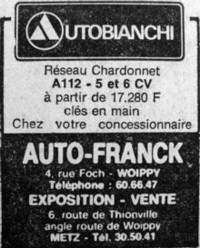 AUTOBIANCHI
Réseau Chardonnet
A112 - 5 et 6 CV
à partir de 17.280 F
clés en main
Chez votre concessionnaire
AUTO-FRANCK
4, rue Foch - WOIPPY
Téléphone : 60.66.47
EXPOSITION - VENTE
6, route de Thionville
angle route de Woippy
METZ - Tél. 30.50.41